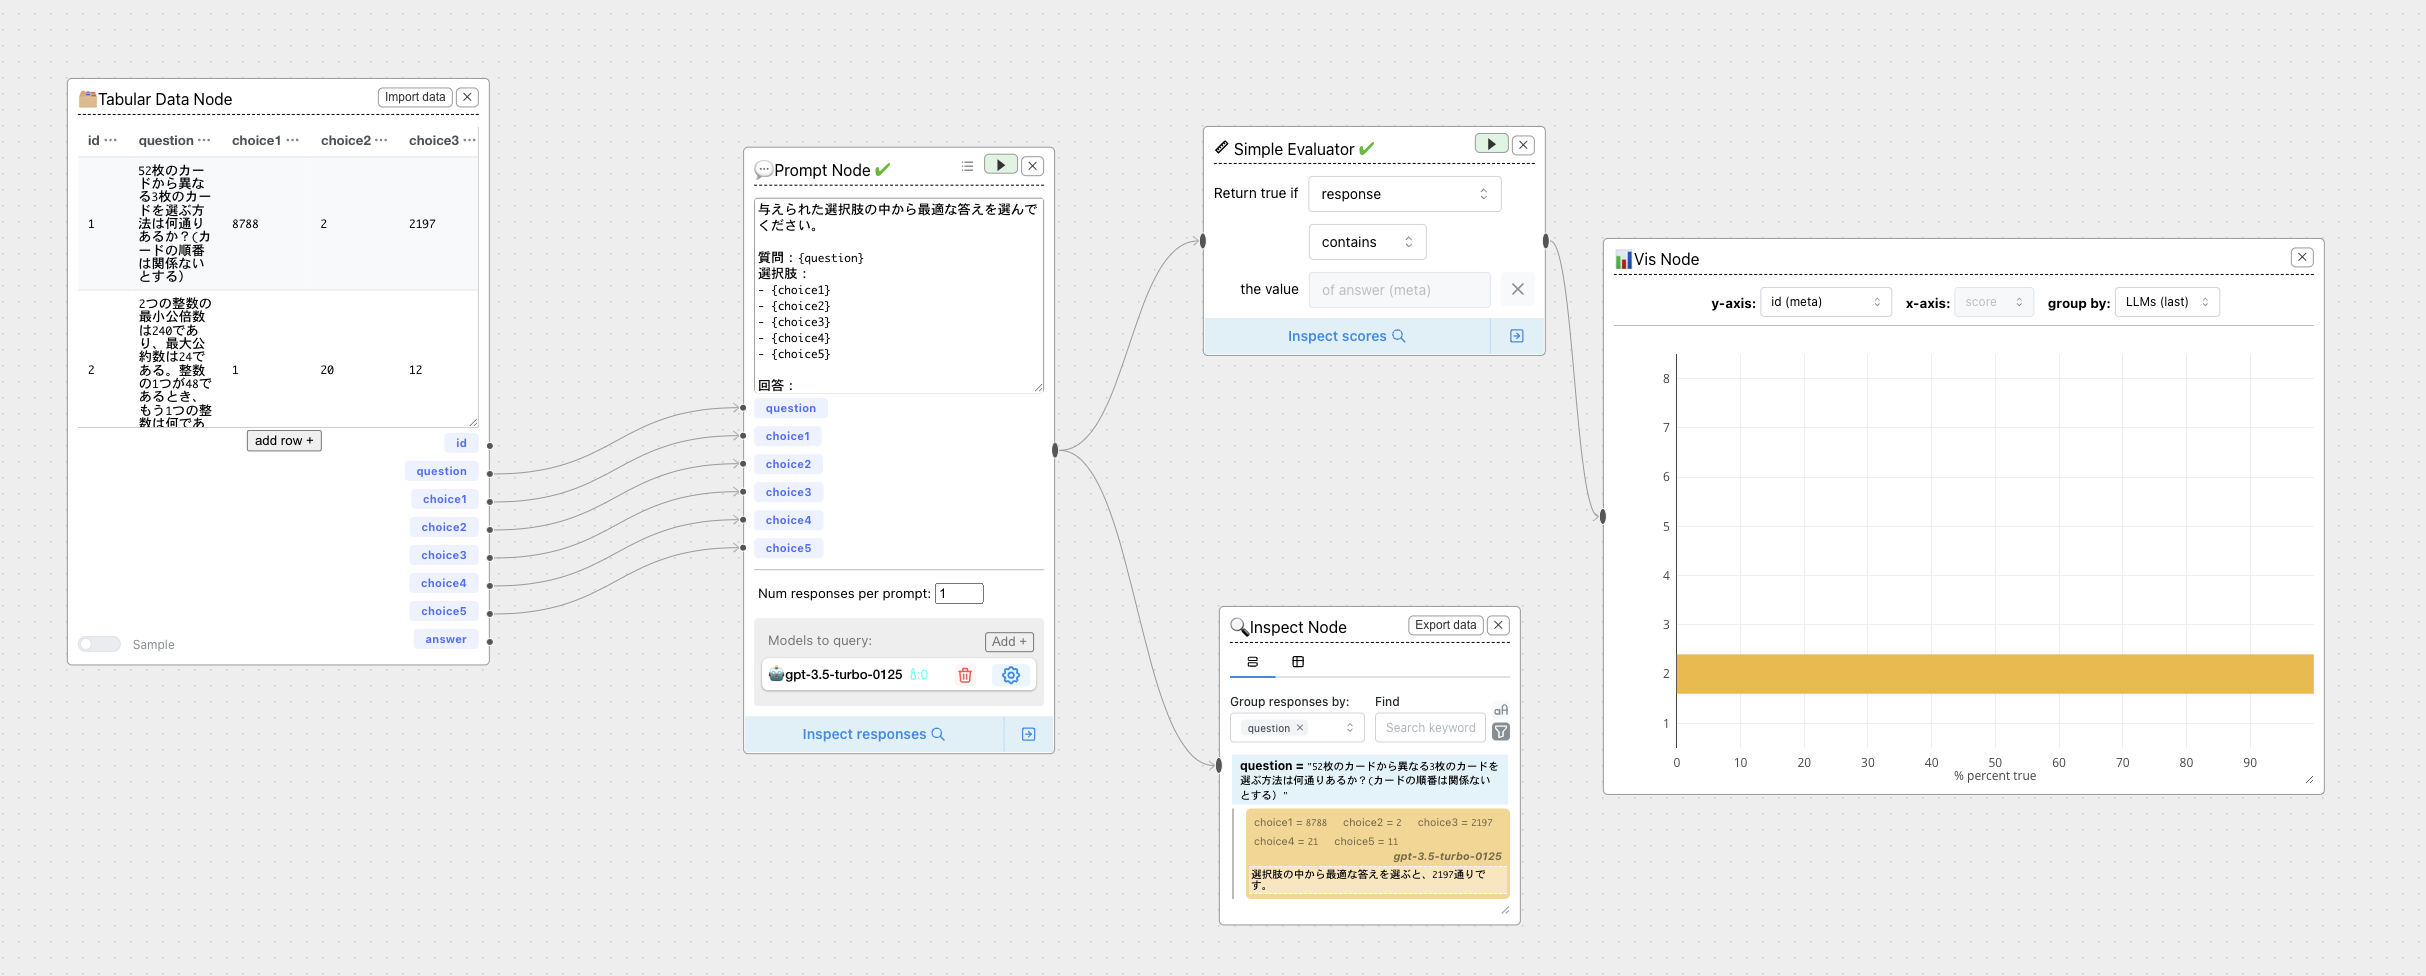 Tabular Data Node
Import data
id
question
choice1
choice2
choice3
1
52枚のカー
ドから異な
る3枚のカー
ドを選ぶ方
法は何通り
あるか？(カ
ードの順番
は関係ない
とする)
8788
2
2197
2
2つの整数の
最小公倍数
は240であ
り、最大公
約数は24で
ある。整数
の1つが48で
あるとき、
もう1つの整
数は何であ
1
20
12
add row +
id
question
choice1
choice2
choice3
choice4
choice5
answer
Sample
Prompt Node
与えられた選択肢の中から最適な答えを選んで
ください。
質問：{question}
選択肢：
- {choice1}
- {choice2}
- {choice3}
- {choice4}
- {choice5}
回答：
question
choice1
choice2
choice3
choice4
choice5
Num responses per prompt: 1
Models to query:
Add +
gpt-3.5-turbo-0125
:0
Inspect responses
Simple Evaluator
Return true if response
contains
the value of answer (meta)
Inspect scores
Inspect Node
Export data
Group responses by:
Find
question
Search keyword
aA
question = "52枚のカードから異なる3枚のカードを
選ぶ方法は何通りあるか？(カードの順番は関係ない
とする) "
choice1 = 8788 choice2 = 2 choice3 = 2197
choice4 = 21 choice5 = 11
gpt-3.5-turbo-0125
選択肢の中から最適な答えを選ぶと、2197通りで
す。
Vis Node
y-axis: id (meta) x-axis: score group by: LLMs (last)
8
7
6
5
4
3
2
1
0 10 20 30 40 50 60 70 80 90
% percent true